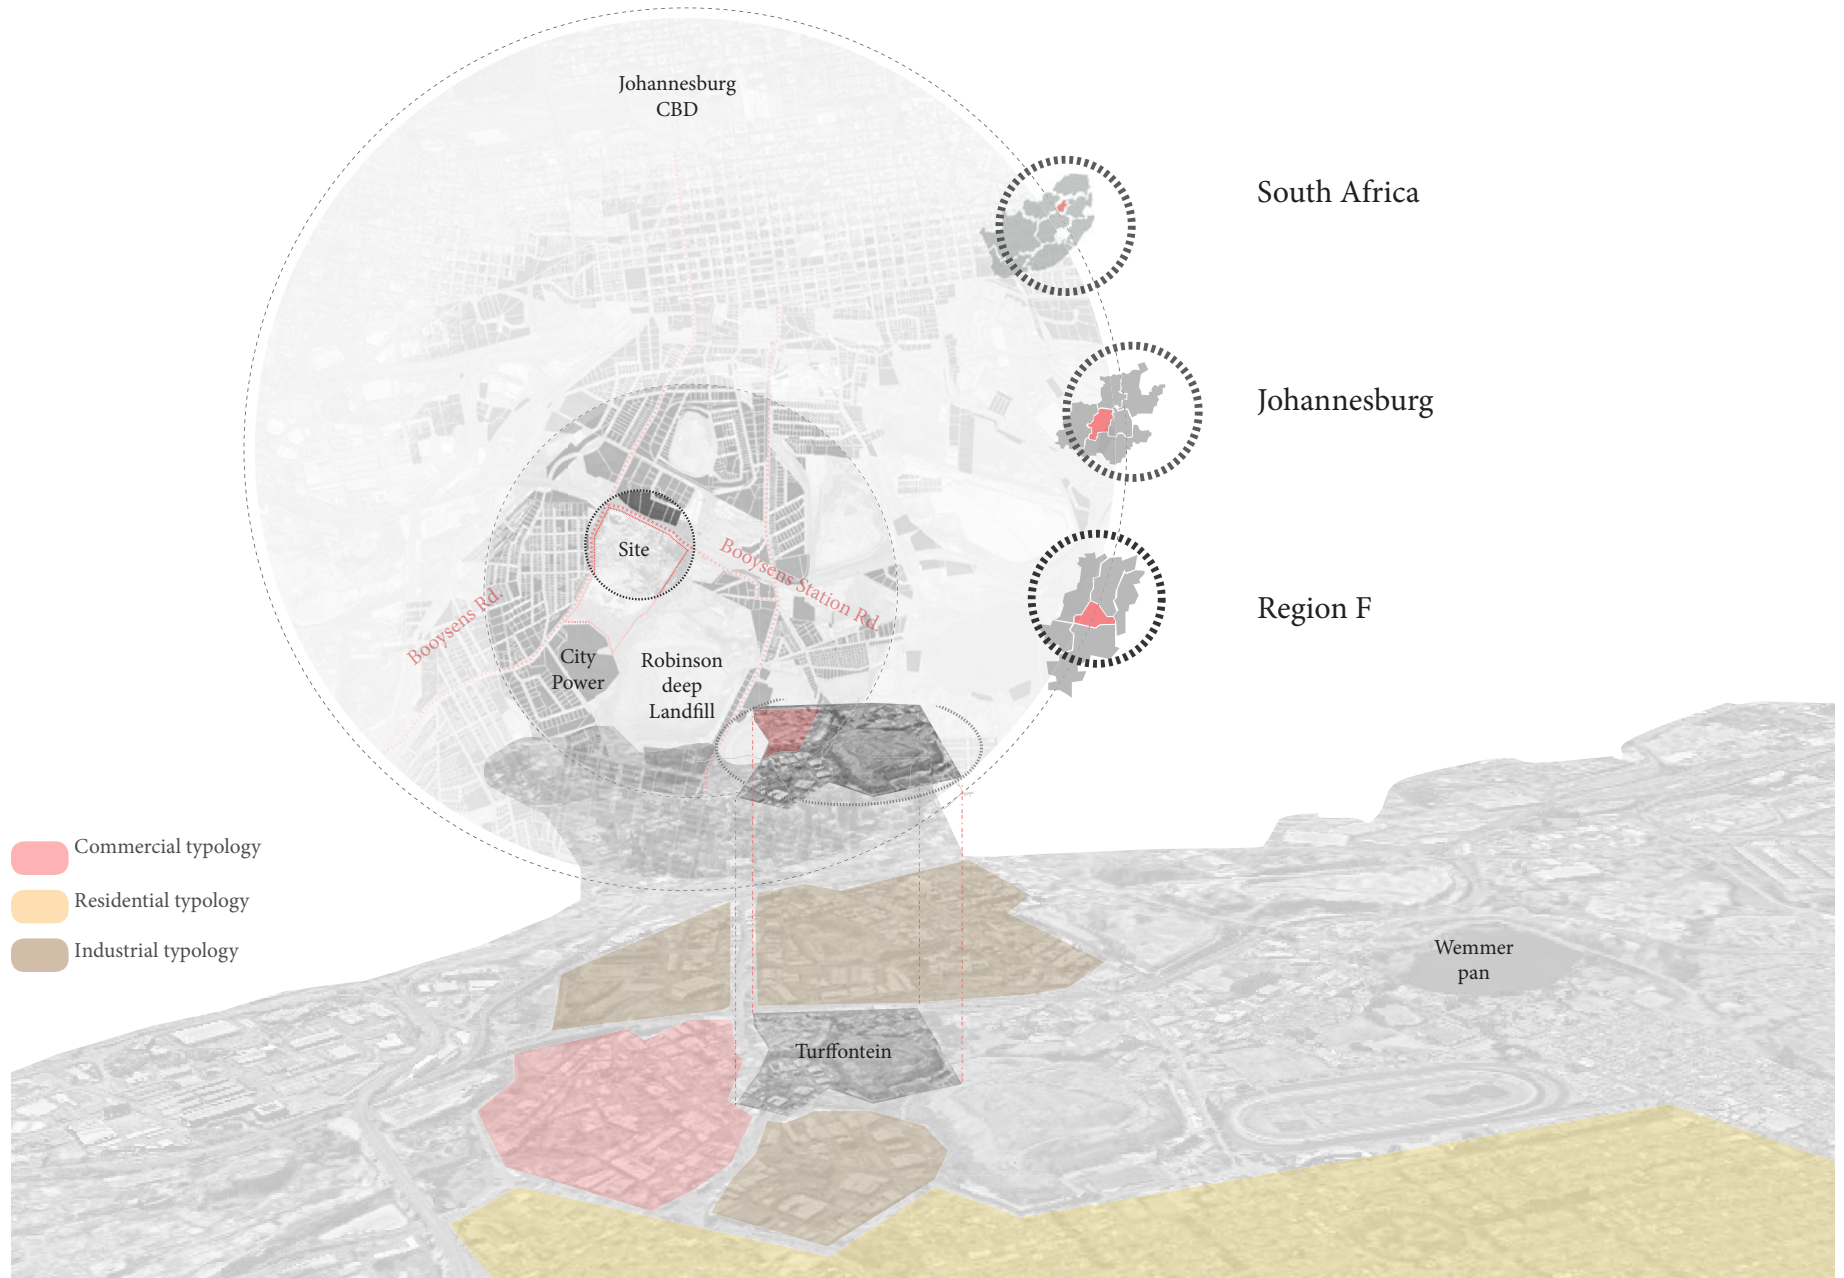 Johannesburg
CBD
South Africa
Johannesburg
Site
Booysens Station Rd.
Booysens Rd.
Region F
City
Power
Robinson
deep
Landfill
Commercial typology
Residential typology
Industrial typology
Wemmer
pan
Turffontein